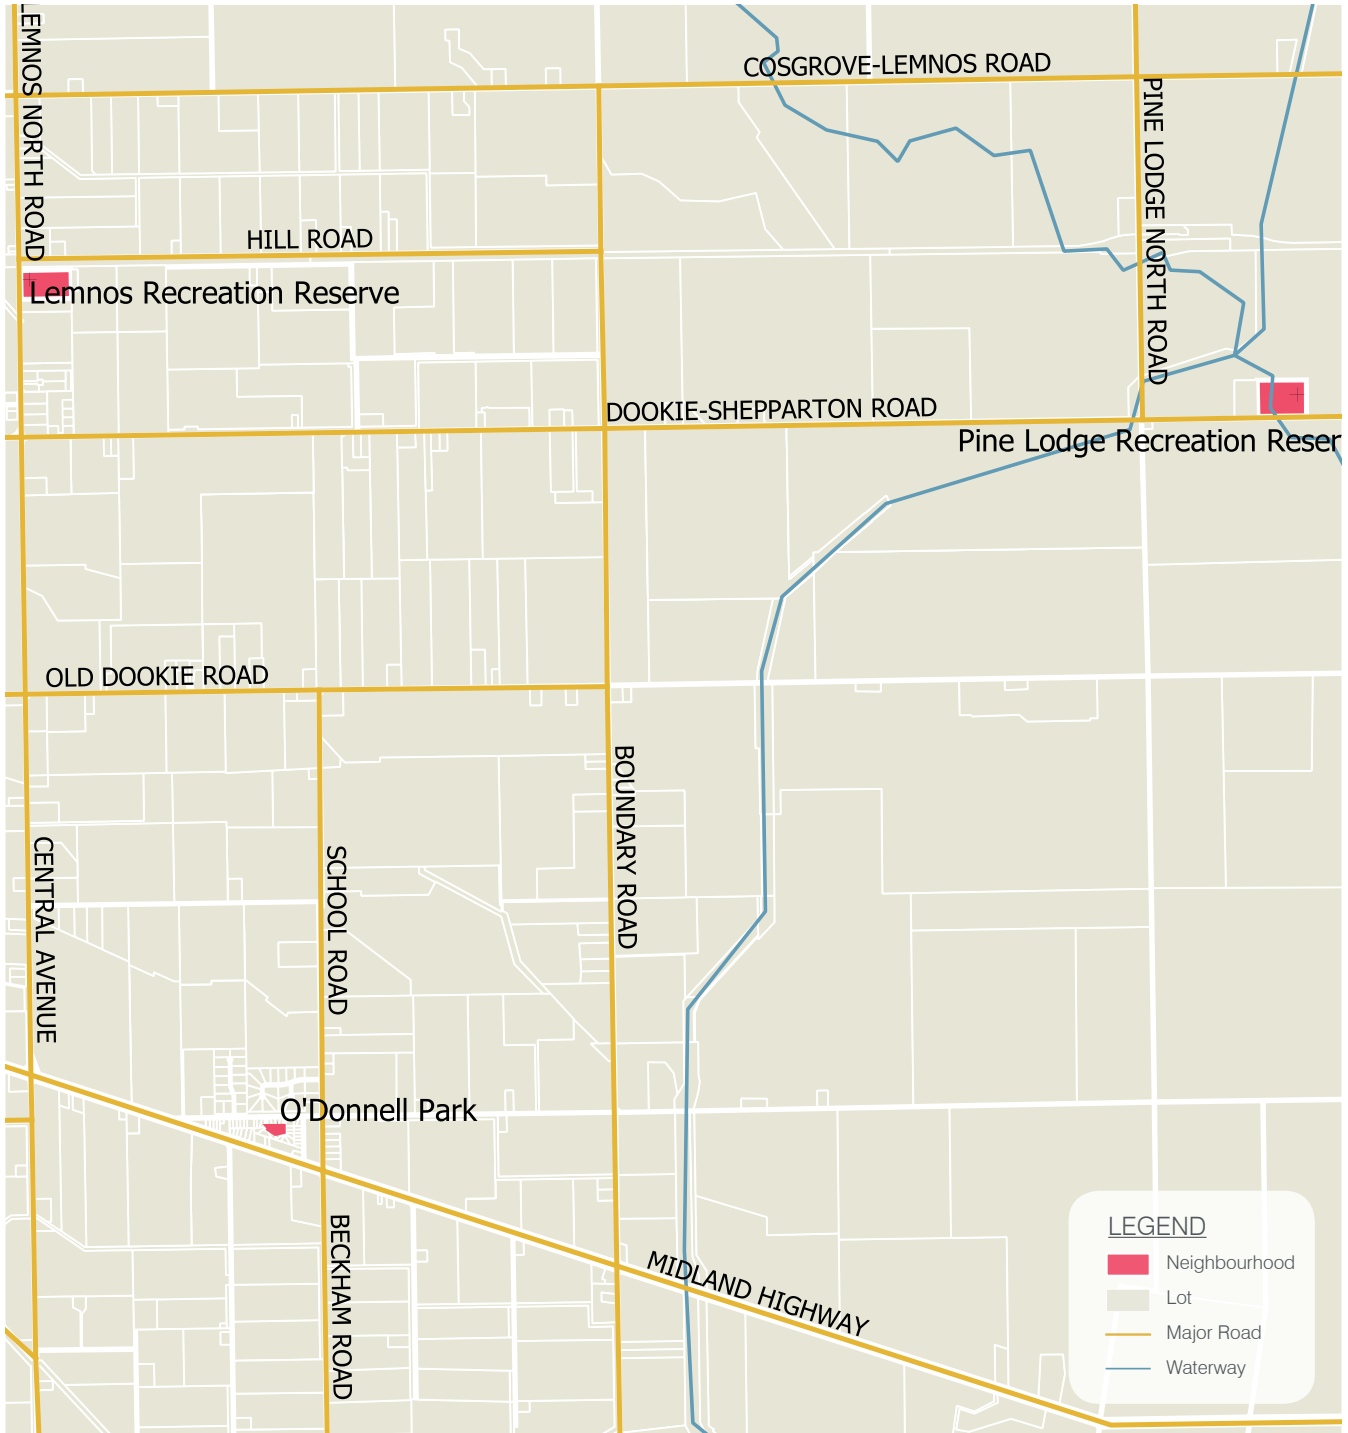 LEMNOS NORTH ROAD
COSGROVE-LEMNOS ROAD
PINE LODGE NORTH ROAD
HILL ROAD
Lemnos Recreation Reserve
DOOKIE-SHEPPARTON ROAD
Pine Lodge Recreation Reser
OLD DOOKIE ROAD
BOUNDARY ROAD
CENTRAL AVENUE
SCHOOL ROAD
O'Donnell Park
BECKHAM ROAD
MIDLAND HIGHWAY
LEGEND
Neighbourhood
Lot
Major Road
Waterway